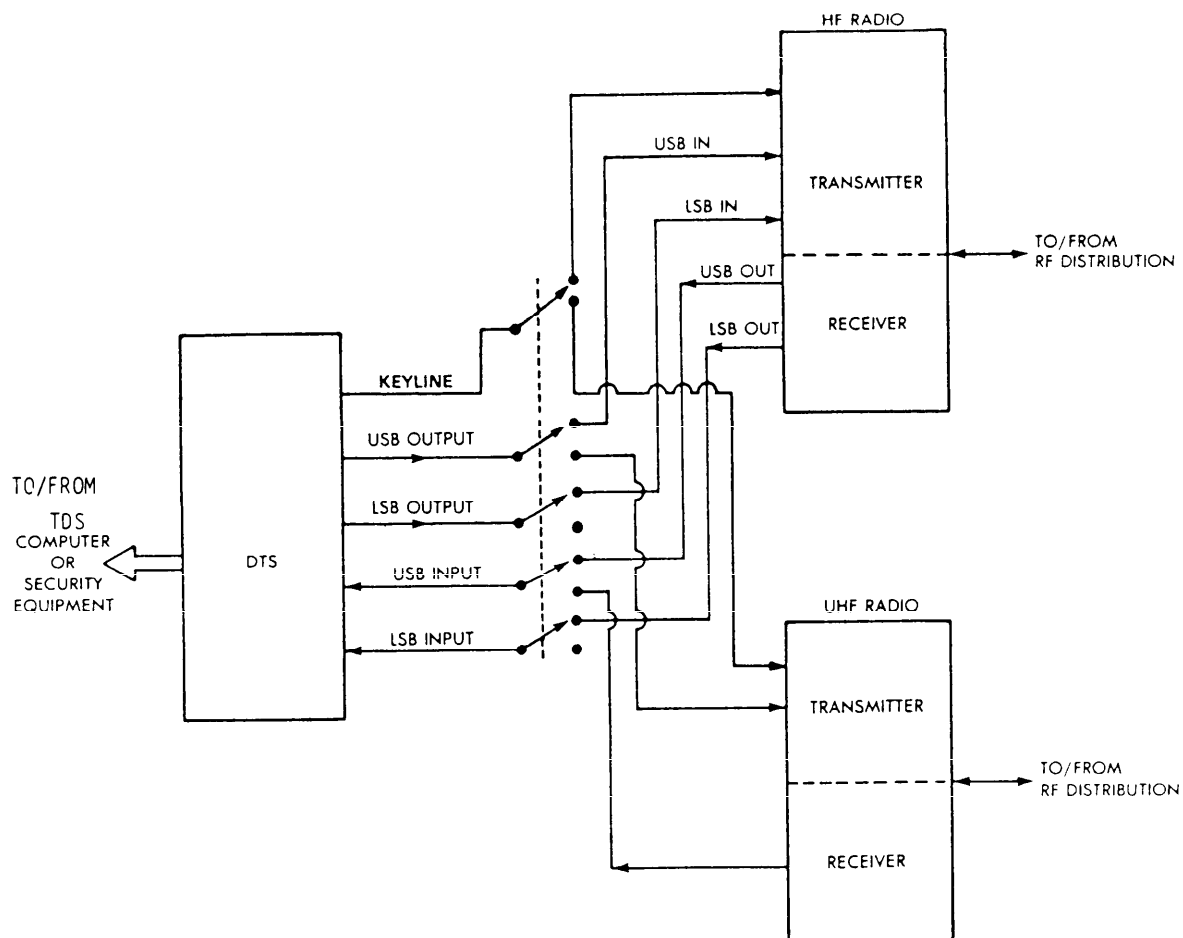 HF RADIO
USB IN
TRANSMITTER
LSB IN
TO/FROM
RF DISTRIBUTION
USB OUT
RECEIVER
LSB OUT
KEYLINE
USB OUTPUT
LSB OUTPUT
TO/FROM
TDS
COMPUTER
OR
SECURITY
EQUIPMENT
DTS
USB INPUT
LSB INPUT
UHF RADIO
TRANSMITTER
TO/FROM
RF DISTRIBUTION
RECEIVER